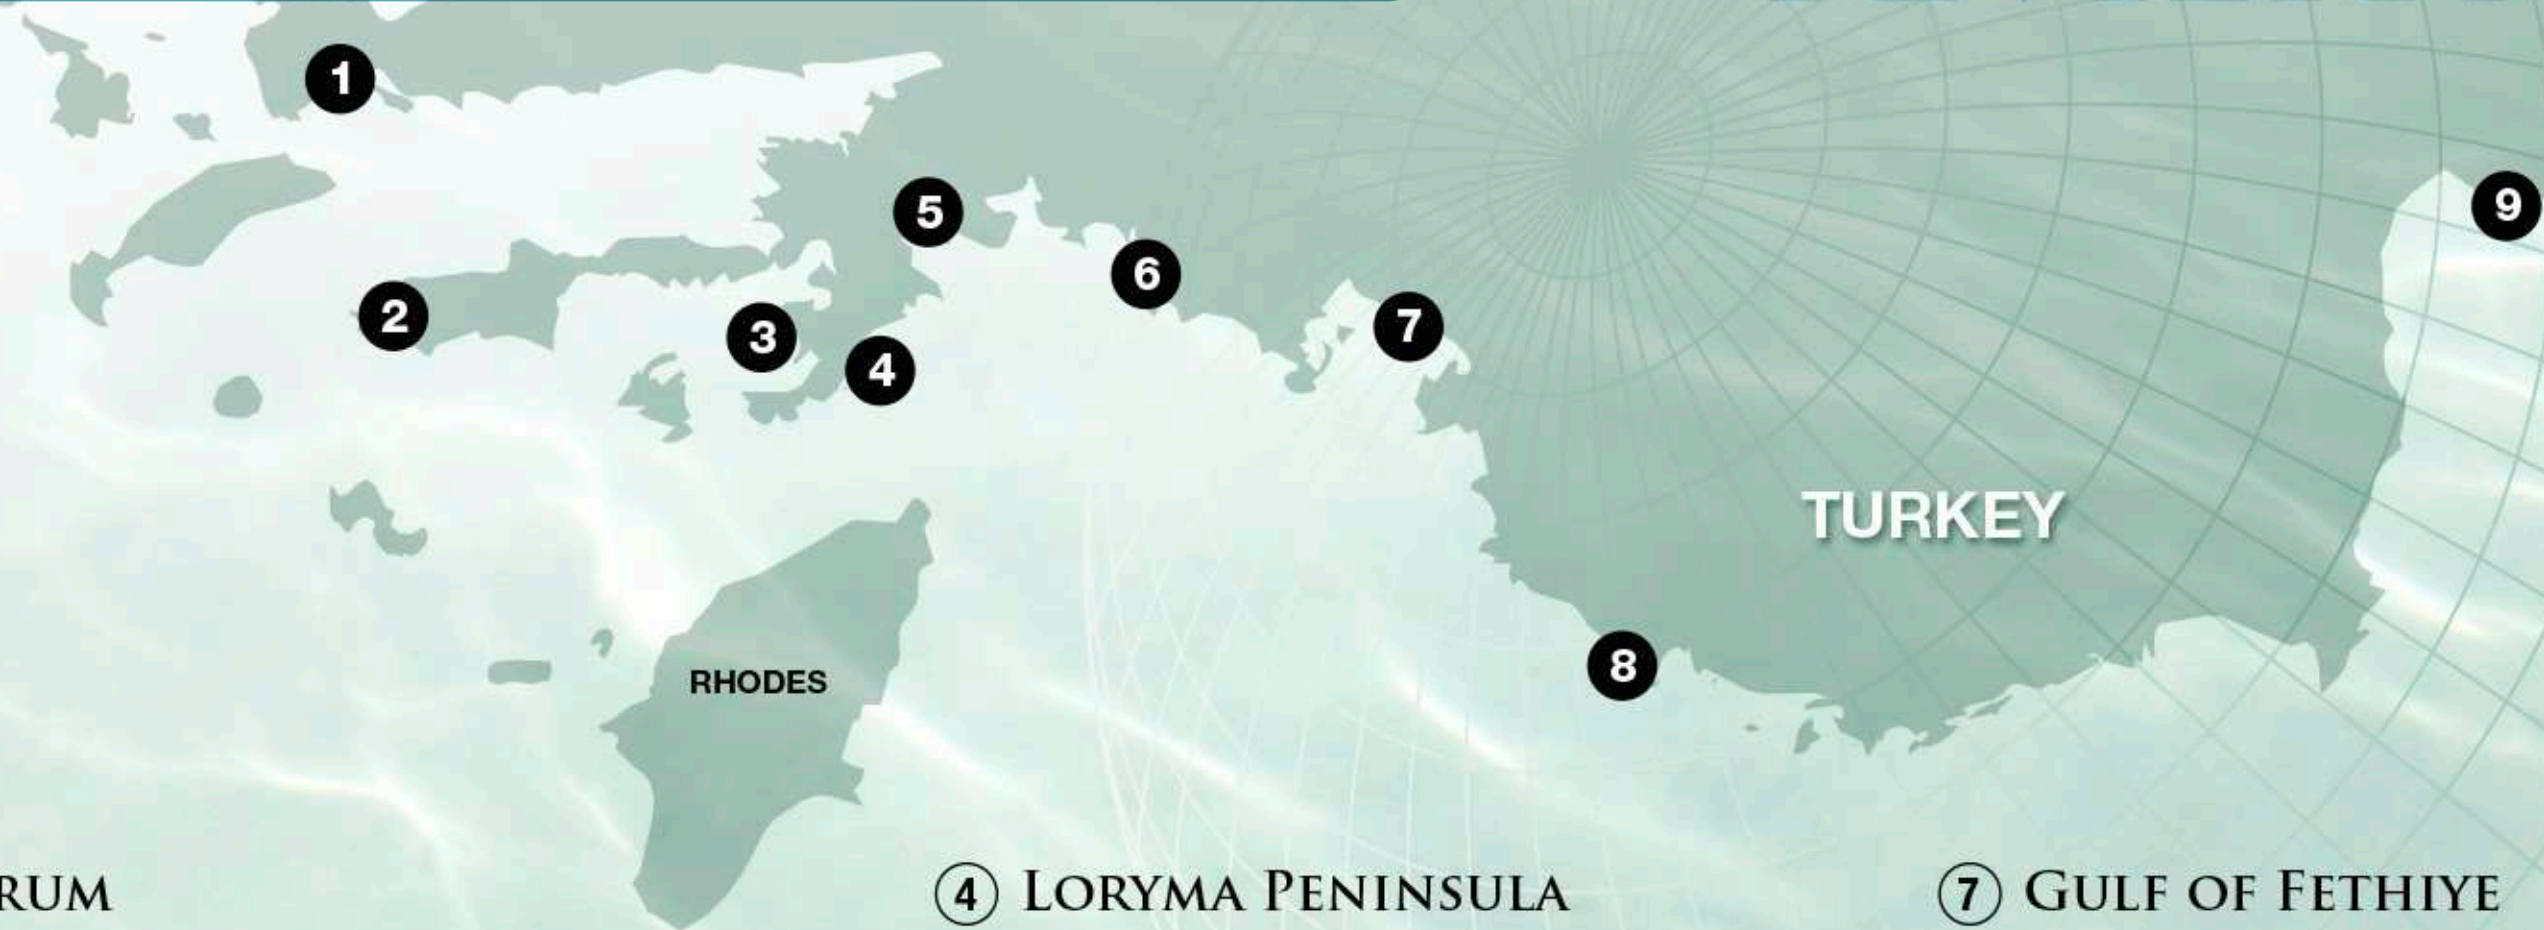 1
2
3
4
5
6
7
8
9
TURKEY
RHODES
RUM
4 LORYMA PENINSULA
7 GULF OF FETHIYE